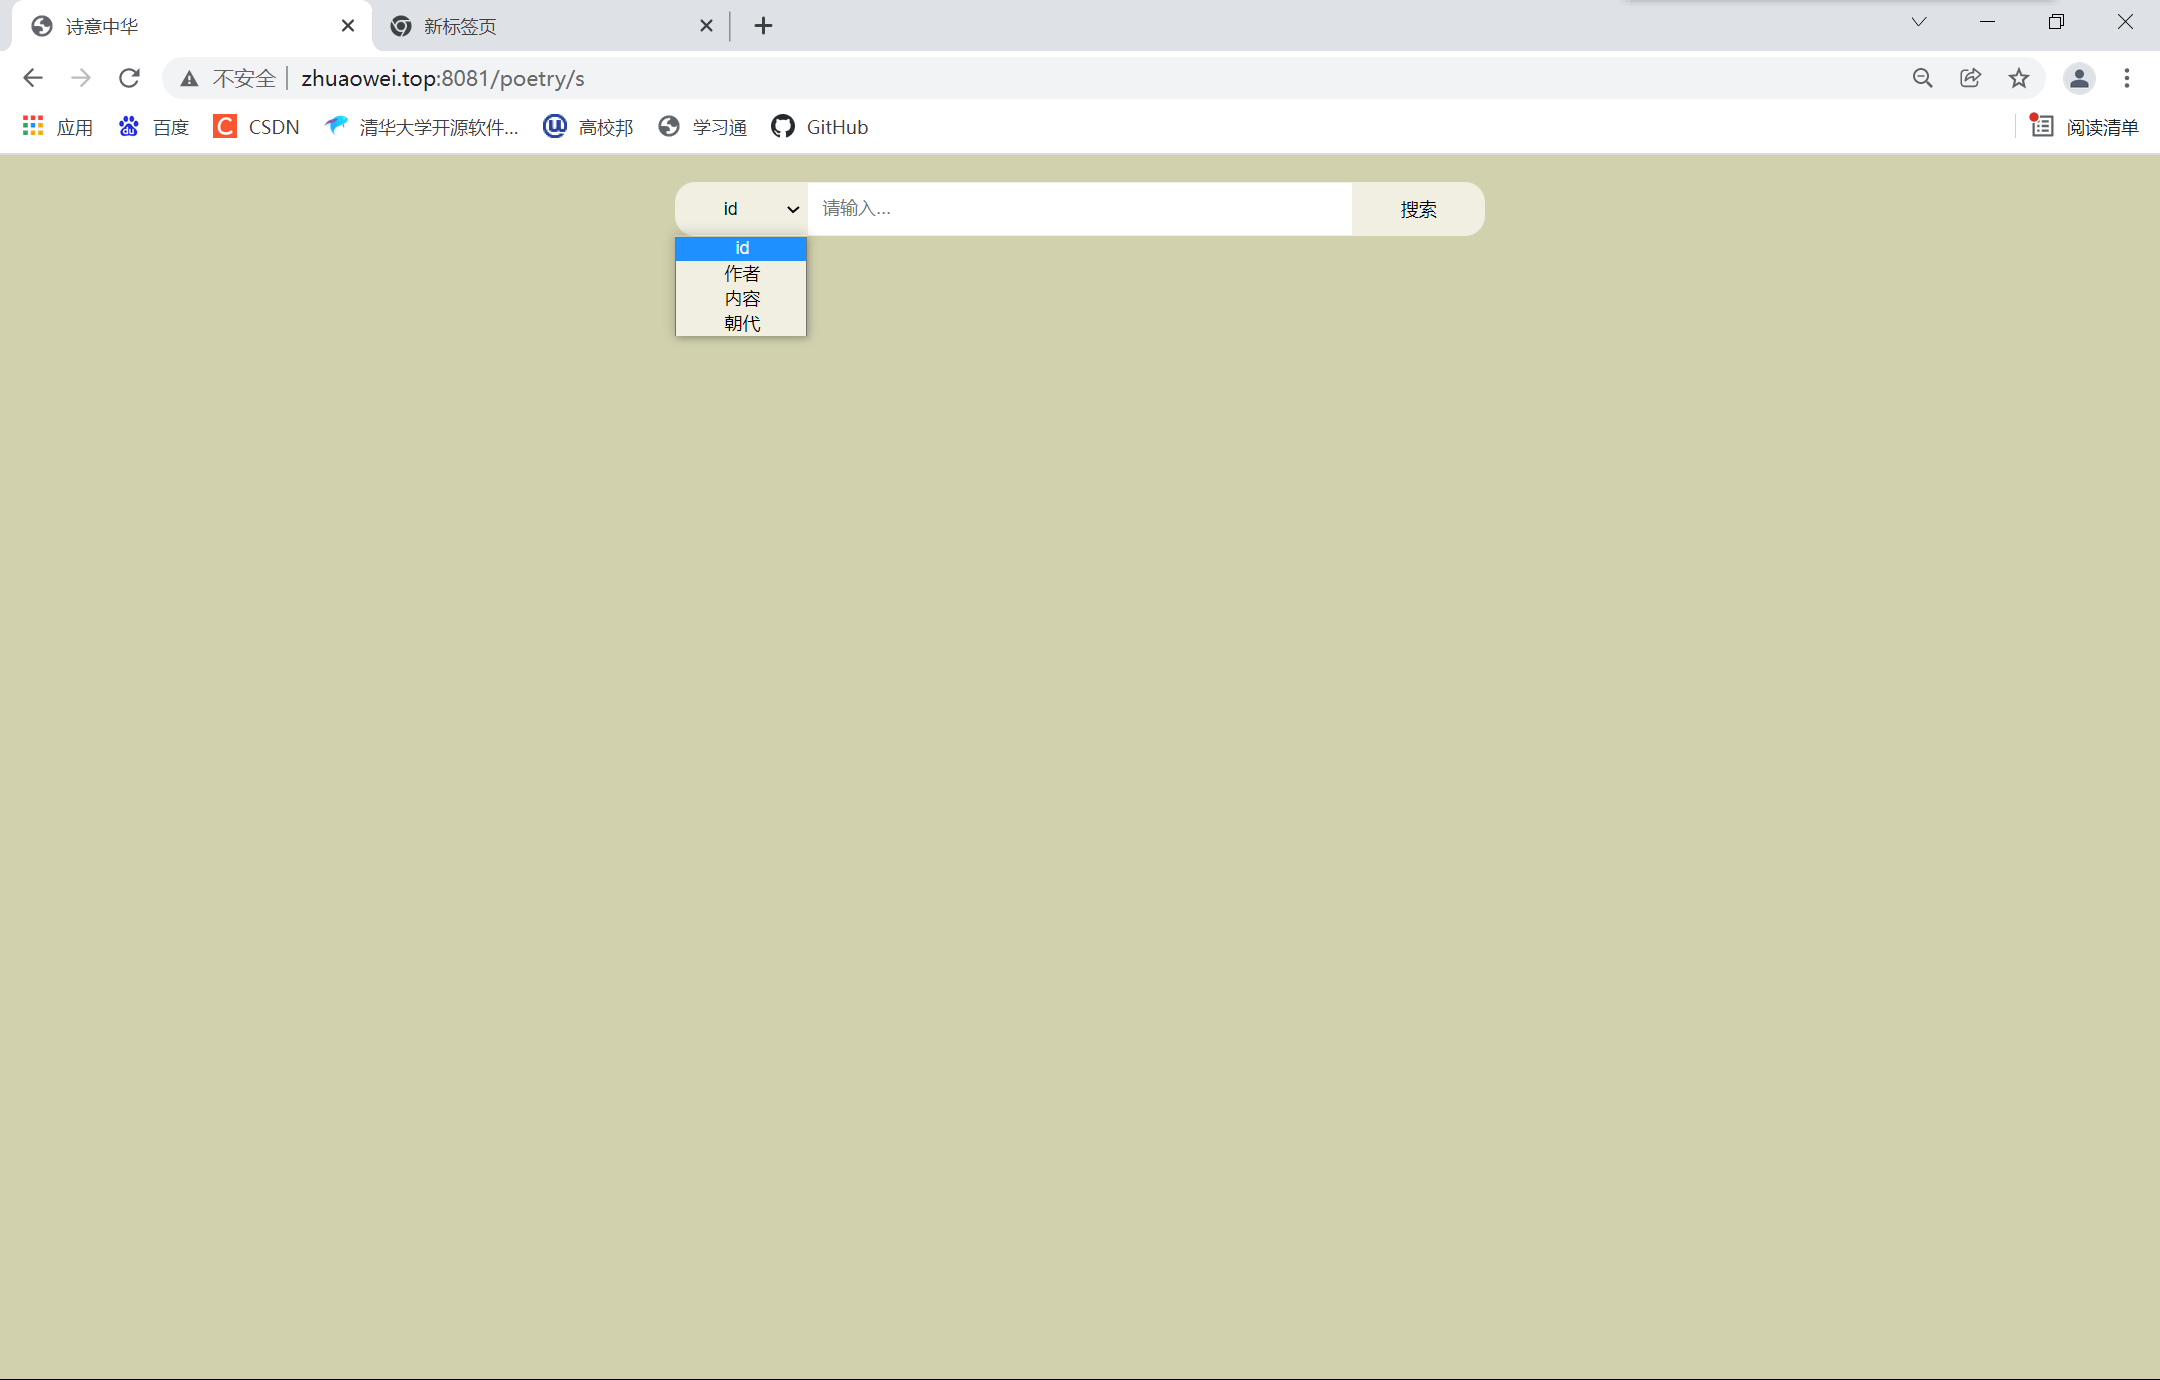 诗意中华
新标签页
不安全 zhuaowei.top:8081/poetry/s
应用 百度 CSDN 清华大学开源软件... 高校邦 学习通 GitHub 阅读清单
id 请输入... 搜索
id
作者
内容
朝代